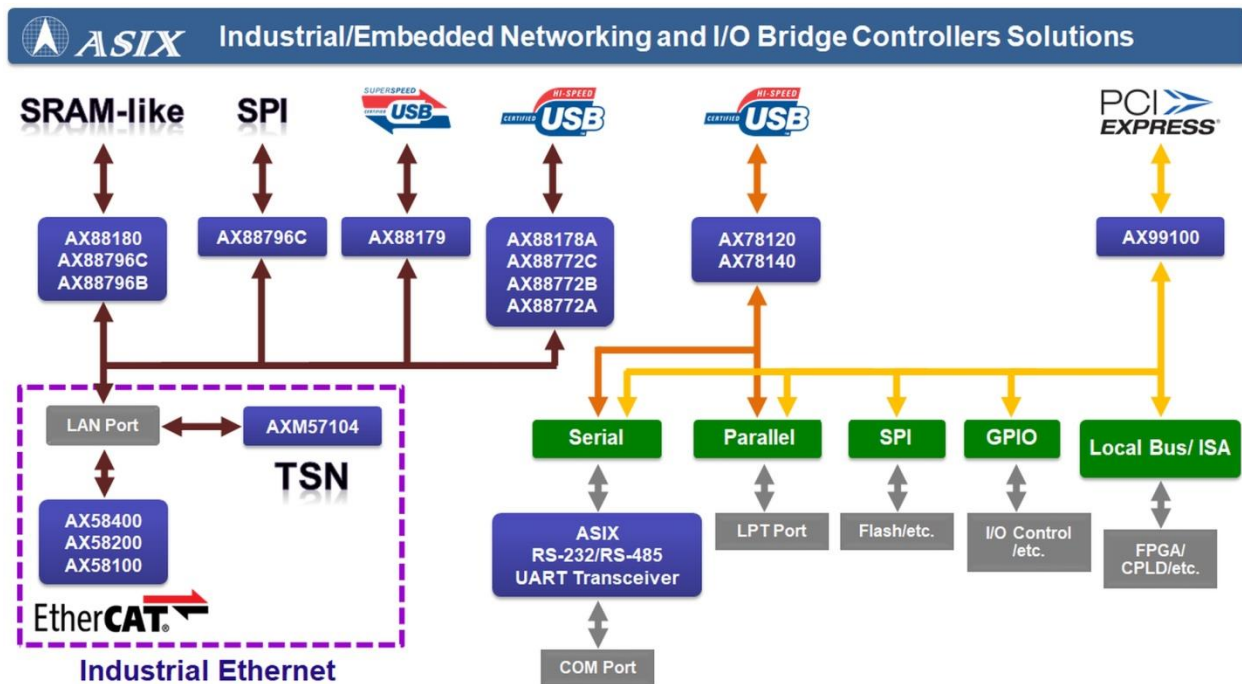 ASIX
Industrial/Embedded Networking and I/O Bridge Controllers Solutions
SRAM-like
SPI
SUPERSPEED
CERTIFIED USB
HI-SPEED
CERTIFIED USB
HI-SPEED
CERTIFIED USB
PCI
EXPRESS®
AX88180
AX88796C
AX88796B
AX88796C
AX88179
AX88178A
AX88772C
AX88772B
AX88772A
AX78120
AX78140
AX99100
LAN Port
AXM57104
TSN
AX58400
AX58200
AX58100
EtherCAT®
Industrial Ethernet
Serial
Parallel
SPI
GPIO
Local Bus/ ISA
ASIX
RS-232/RS-485
UART Transceiver
LPT Port
Flash/etc.
I/O Control
/etc.
FPGA/
CPLD/etc.
COM Port